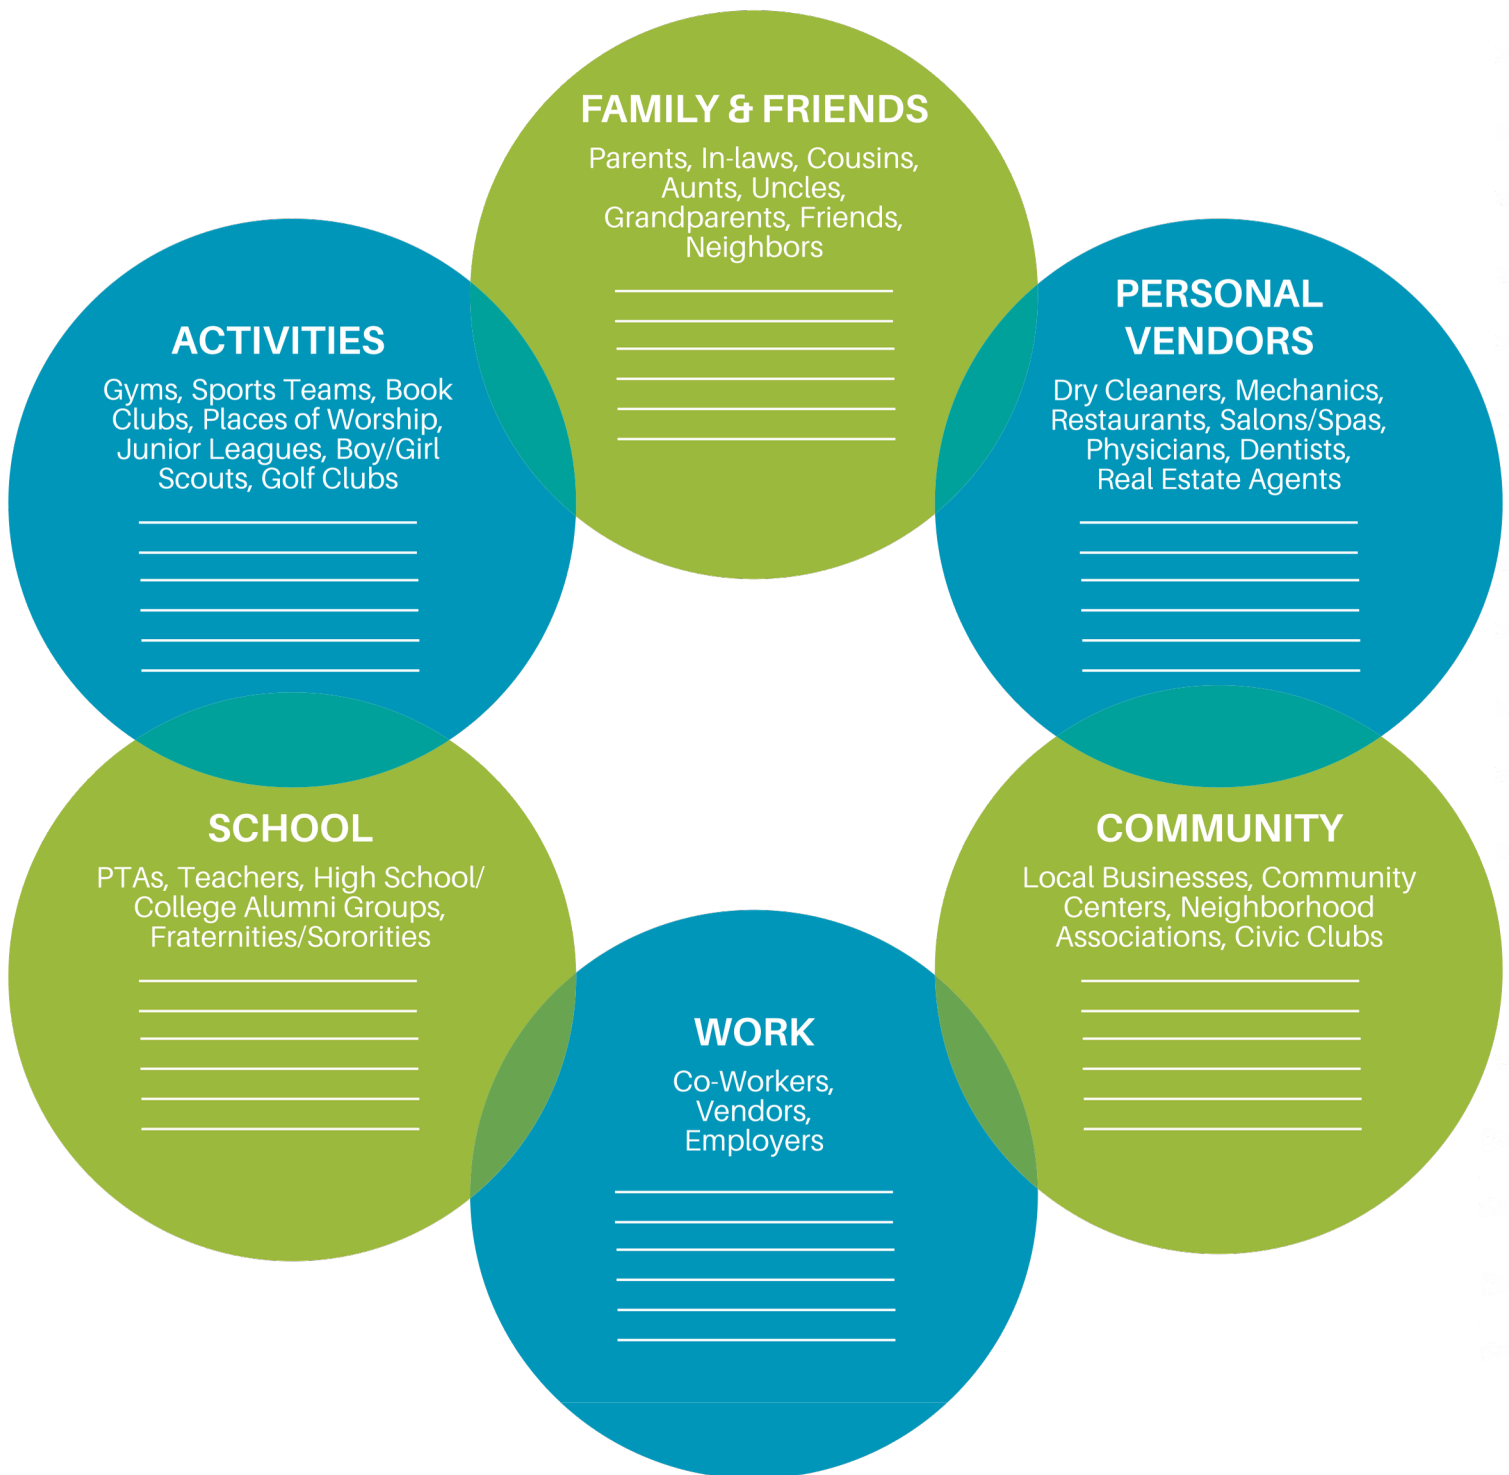 FAMILY & FRIENDS
Parents, In-laws, Cousins,
Aunts, Uncles,
Grandparents, Friends,
Neighbors
PERSONAL
VENDORS
Dry Cleaners, Mechanics,
Restaurants, Salons/Spas,
Physicians, Dentists,
Real Estate Agents
ACTIVITIES
Gyms, Sports Teams, Book
Clubs, Places of Worship,
Junior Leagues, Boy/Girl
Scouts, Golf Clubs
SCHOOL
PTAs, Teachers, High School/
College Alumni Groups,
Fraternities/Sororities
COMMUNITY
Local Businesses, Community
Centers, Neighborhood
Associations, Civic Clubs
WORK
Co-Workers,
Vendors,
Employers